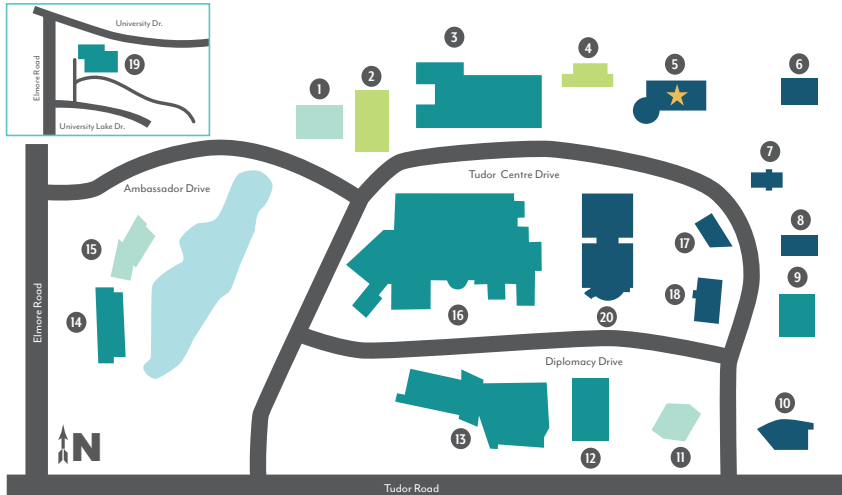 University Dr.
19
Elmore Road
University Lake Dr.
1
2
3
4
5
6
7
Ambassador Drive
Tudor Centre Drive
8
17
15
9
18
14
Elmore Road
16
20
Diplomacy Drive
10
13
12
11
N
Tudor Road